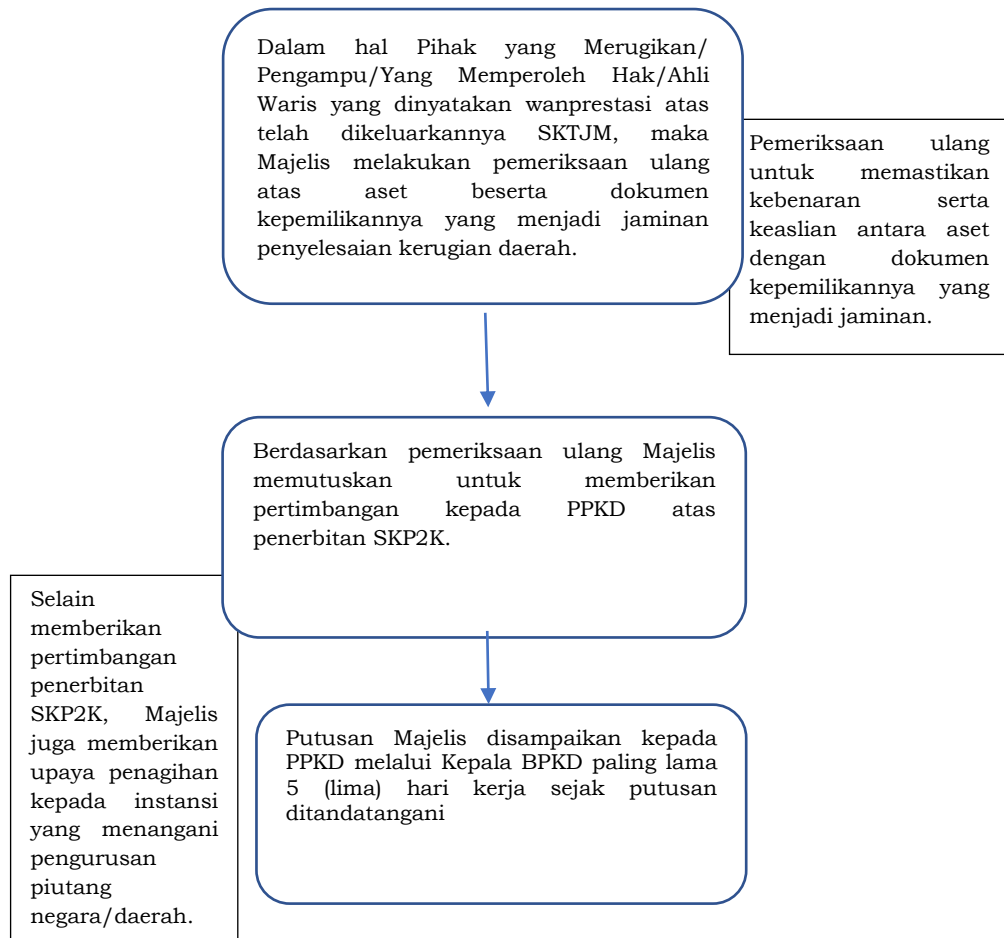 Dalam hal Pihak yang Merugikan/
Pengampu/Yang Memperoleh Hak/Ahli
Waris yang dinyatakan wanprestasi atas
telah dikeluarkannya SKTJM, maka
Majelis melakukan pemeriksaan ulang
atas aset beserta dokumen
kepemilikannya yang menjadi jaminan
penyelesaian kerugian daerah.
Pemeriksaan ulang
untuk memastikan
kebenaran serta
keaslian antara aset
dengan dokumen
kepemilikannya yang
menjadi jaminan.
Berdasarkan pemeriksaan ulang Majelis
memutuskan untuk memberikan
pertimbangan kepada PPKD atas
penerbitan SKP2K.
Selain
memberikan
pertimbangan
penerbitan
SKP2K, Majelis
juga memberikan
upaya penagihan
kepada instansi
yang menangani
pengurusan
piutang
negara/daerah.
Putusan Majelis disampaikan kepada
PPKD melalui Kepala BPKD paling lama
5 (lima) hari kerja sejak putusan
ditandatangani